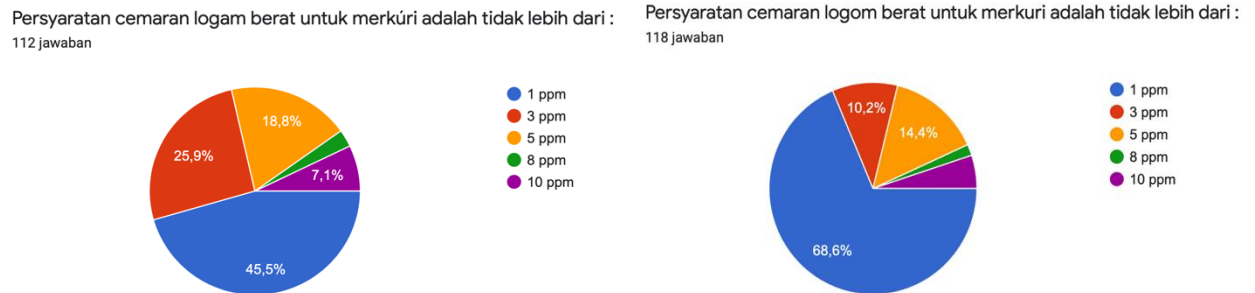 Persyaratan cemaran logam berat untuk merkúri adalah tidak lebih dari :
112 jawaban
1 ppm
3 ppm
5 ppm
8 ppm
10 ppm
18,8%
25,9%
7,1%
45,5%
Persyaratan cemaran logom berat untuk merkuri adalah tidak lebih dari :
118 jawaban
1 ppm
3 ppm
5 ppm
8 ppm
10 ppm
10,2%
14,4%
68,6%